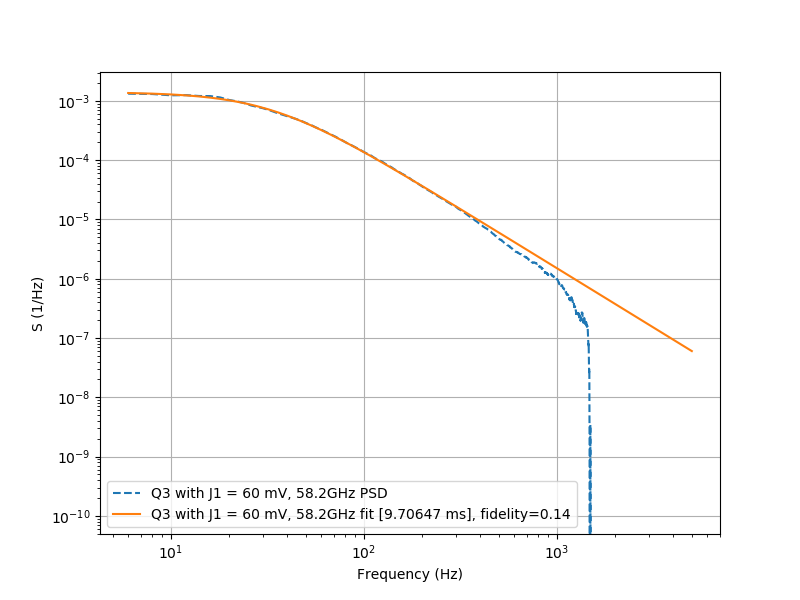 10⁻³
10⁻⁴
10⁻⁵
10⁻⁶
10⁻⁷
10⁻⁸
10⁻⁹
10⁻¹⁰
S (1/Hz)
Q3 with J1 = 60 mV, 58.2GHz PSD
Q3 with J1 = 60 mV, 58.2GHz fit [9.70647 ms], fidelity=0.14
10¹ 10² 10³
Frequency (Hz)